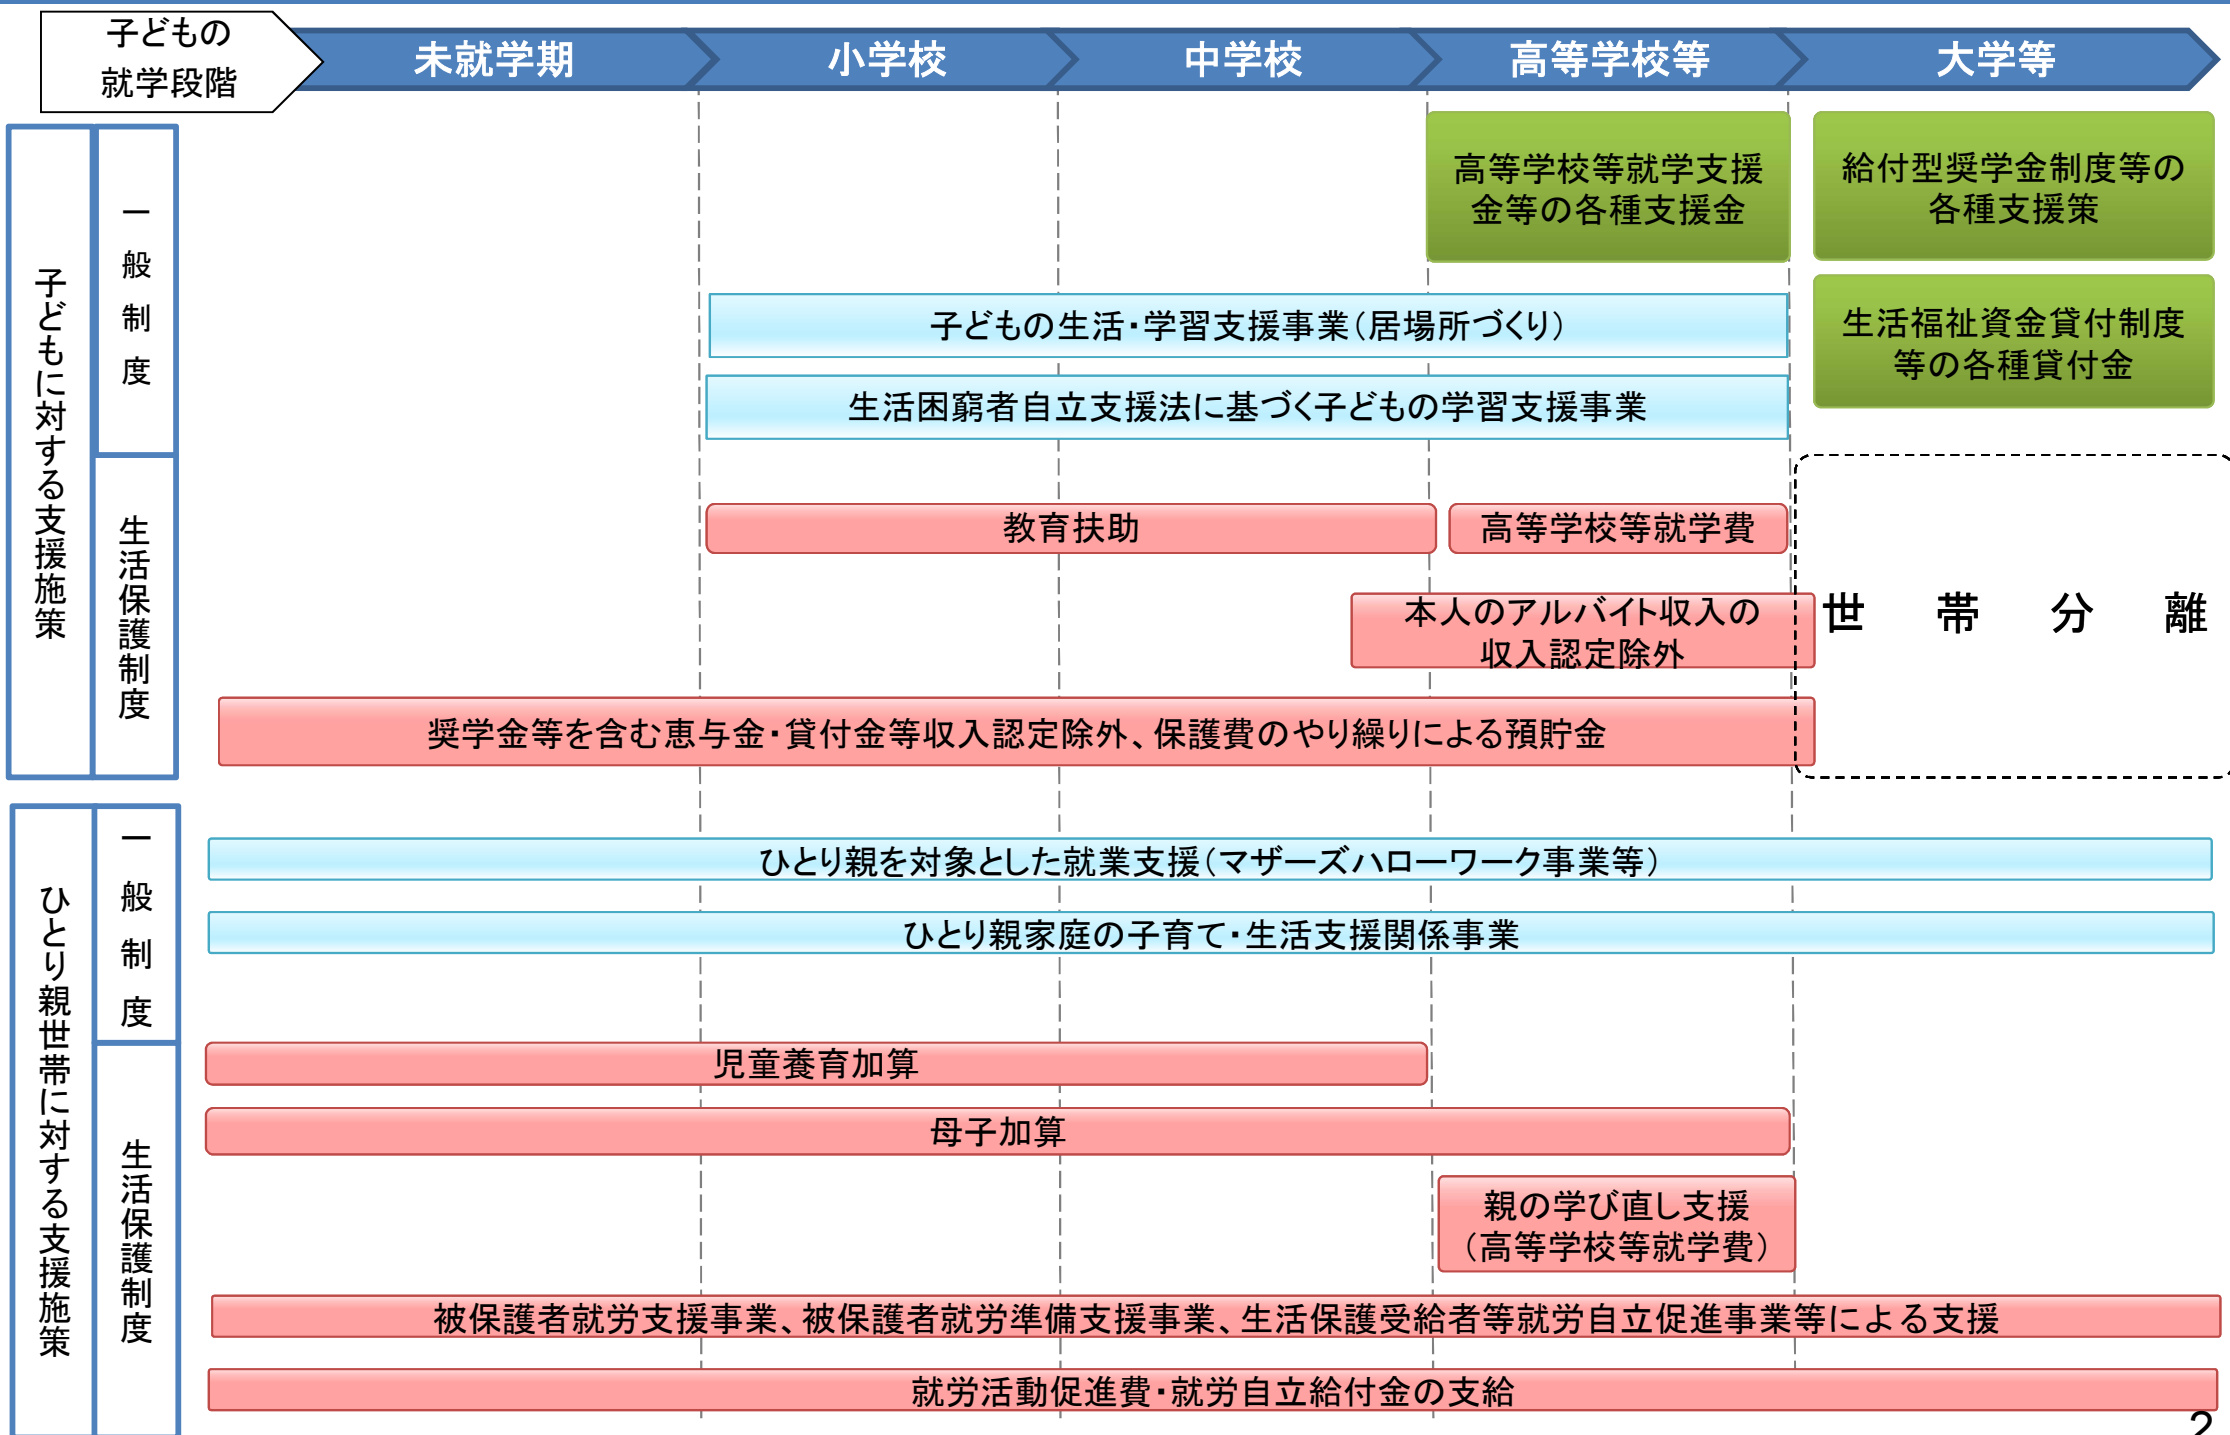 子どもの
就学段階
未就学期
小学校
中学校
高等学校等
大学等
子どもに対する支援施策
一般制度
高等学校等就学支援
金等の各種支援金
給付型奨学金制度等の
各種支援策
子どもの生活・学習支援事業(居場所づくり)
生活福祉資金貸付制度
等の各種貸付金
生活困窮者自立支援法に基づく子どもの学習支援事業
生活保護制度
教育扶助
高等学校等就学費
本人のアルバイト収入の
収入認定除外
世帯分離
奨学金等を含む恵与金・貸付金等収入認定除外、保護費のやり繰りによる預貯金
ひとり親世帯に対する支援施策
一般制度
ひとり親を対象とした就業支援(マザーズハローワーク事業等)
ひとり親家庭の子育て・生活支援関係事業
生活保護制度
児童養育加算
母子加算
親の学び直し支援
(高等学校等就学費)
被保護者就労支援事業、被保護者就労準備支援事業、生活保護受給者等就労自立促進事業等による支援
就労活動促進費・就労自立給付金の支給
2